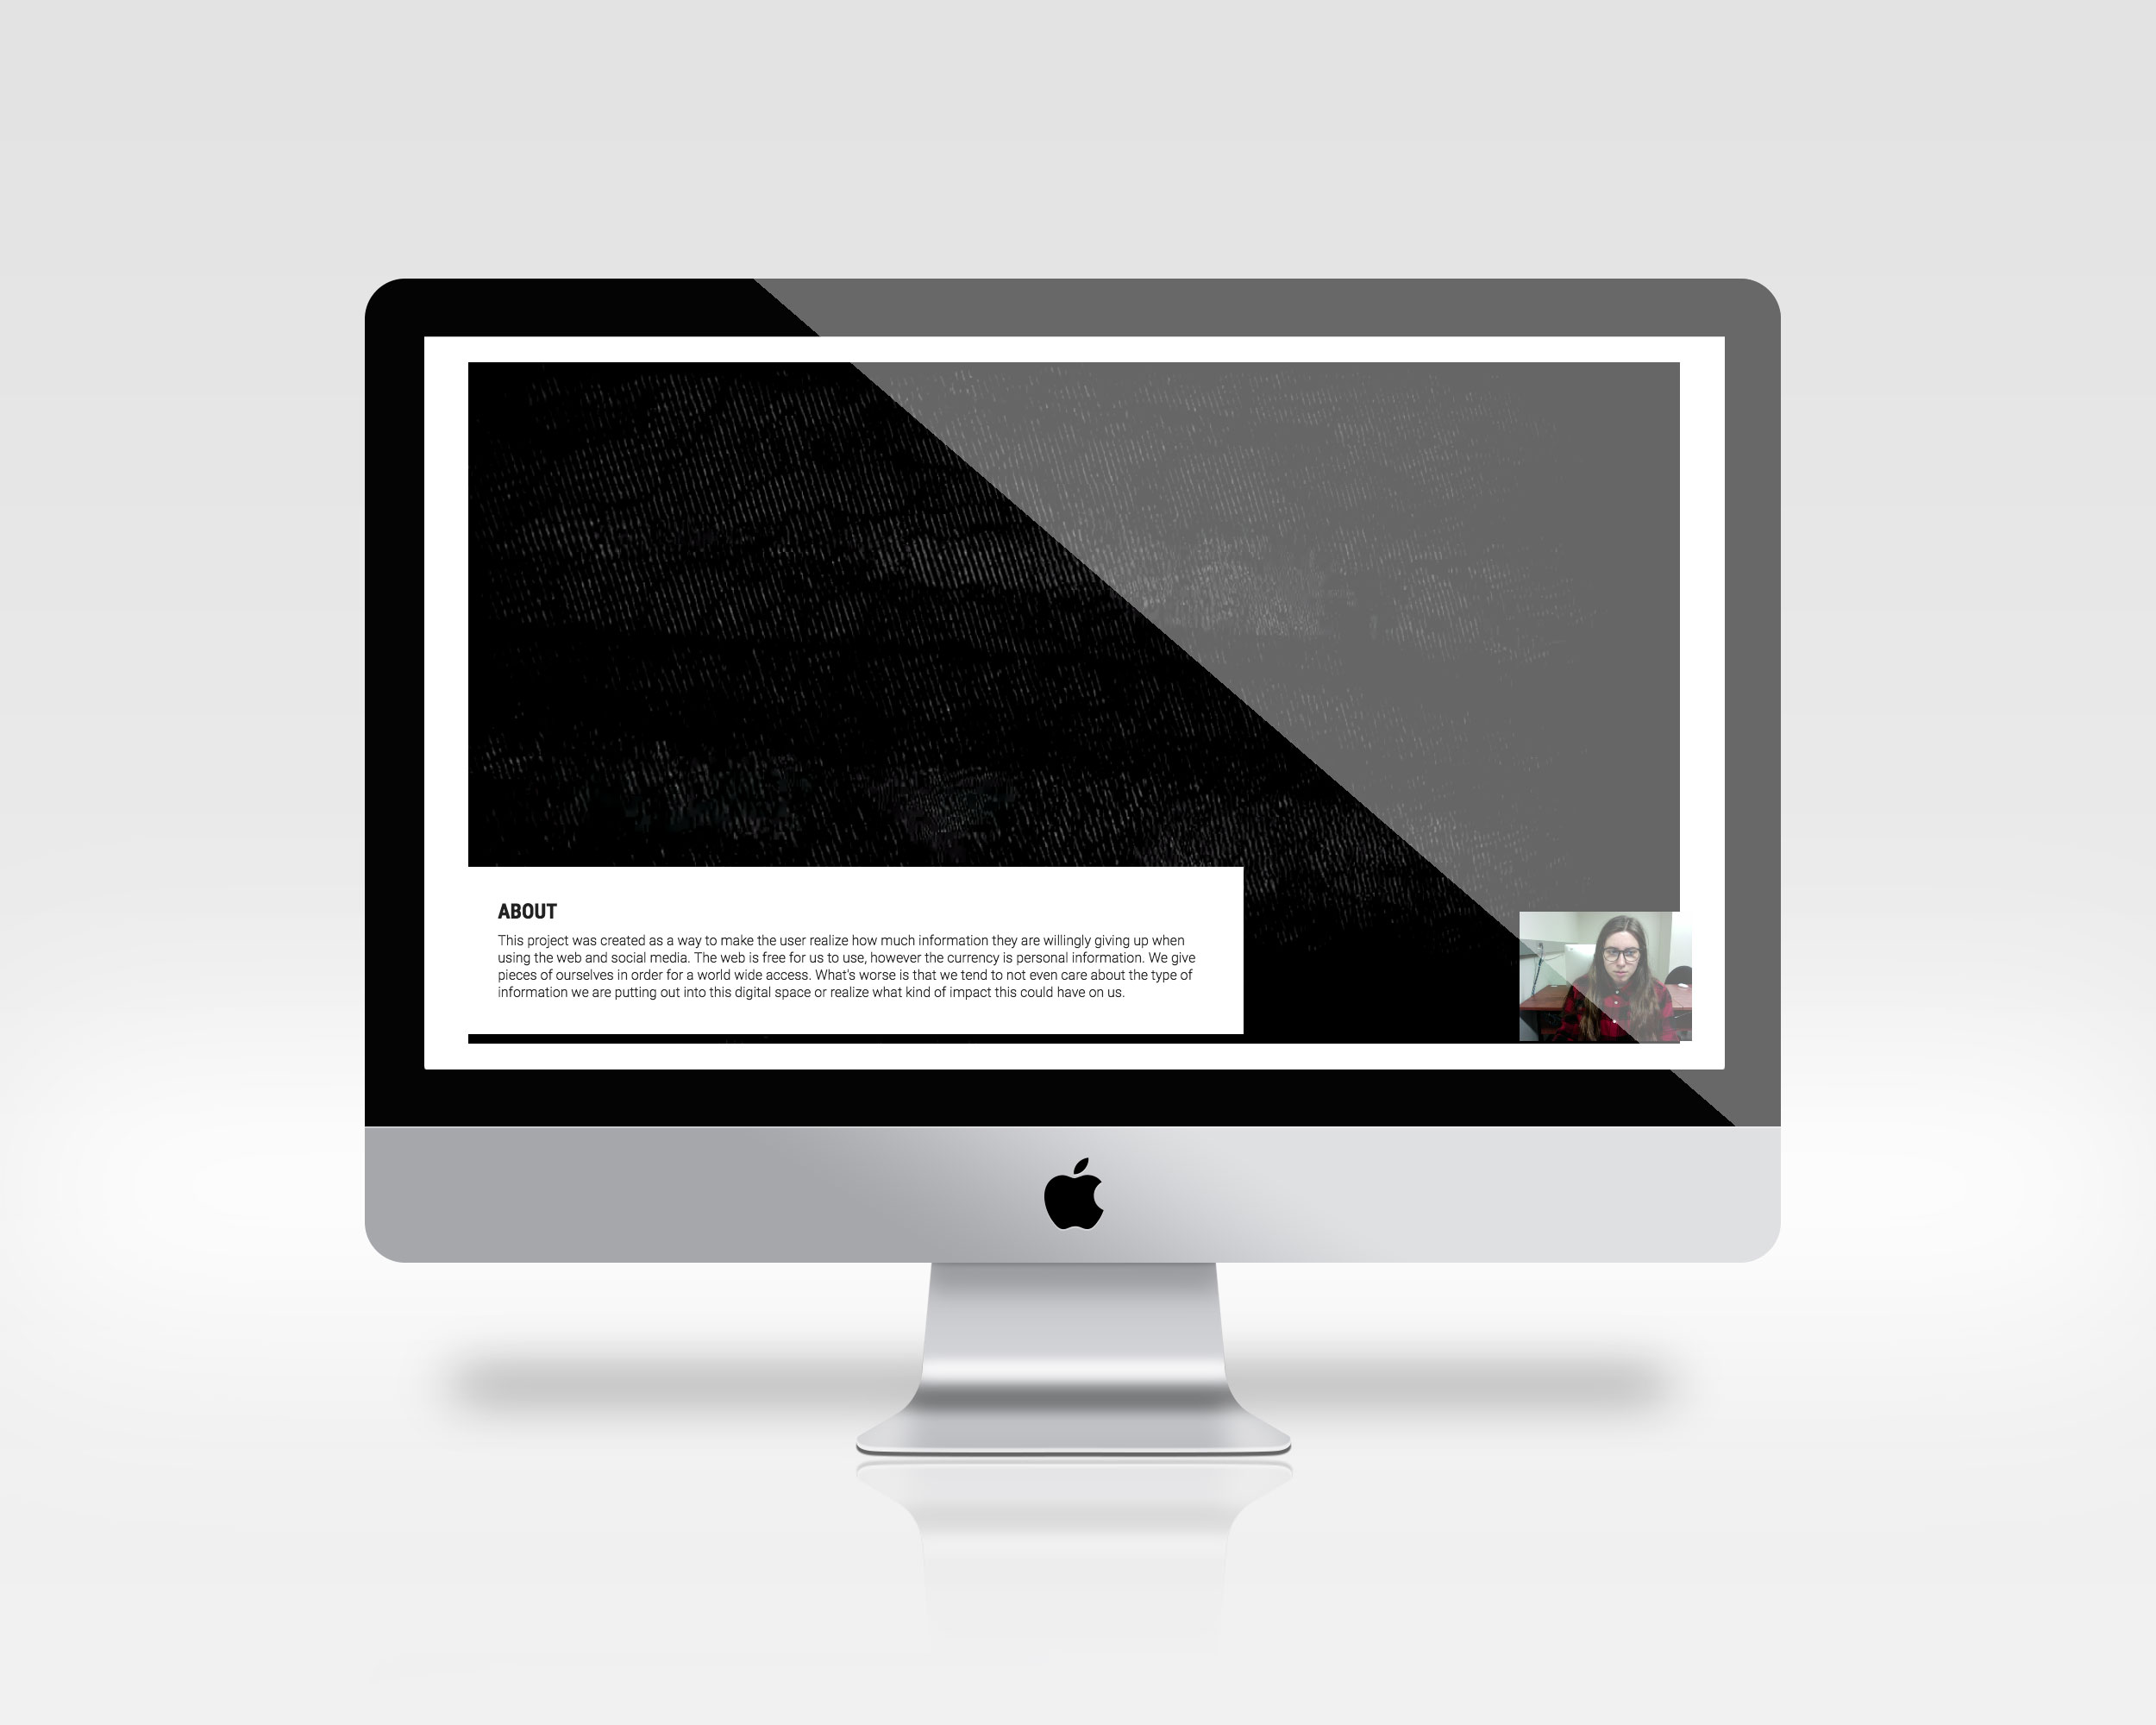 ABOUT
This project was created as a way to make the user realize how much information they are willingly giving up when
using the web and social media. The web is free for us to use, however the currency is personal information. We give
pieces of ourselves in order for a world wide access. What's worse is that we tend to not even care about the type of
information we are putting out into this digital space or realize what kind of impact this could have on us.